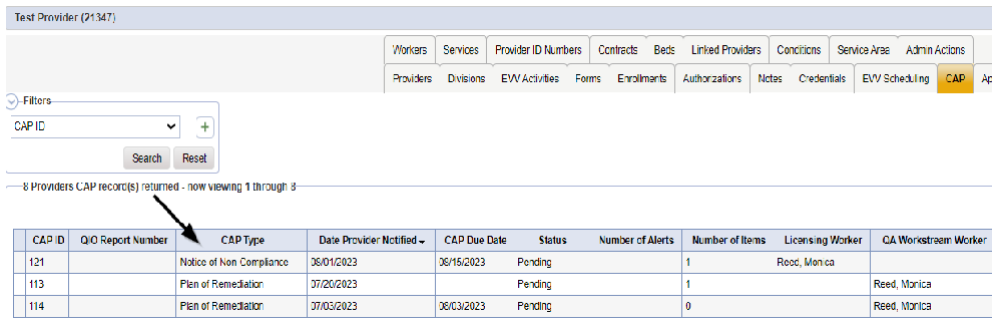 Test Provider (21347)
Workers Services Provider ID Numbers Contracts Beds Linked Providers Conditions Service Area Admin Actions
Providers Divisions EVV Activities Forms Enrollments Authorizations Notes Credentials EVV Scheduling CAP Ap
Filters
CAP ID
Search Reset
8 Providers CAP record(s) returned - now viewing 1 through 8
CAP ID QIO Report Number CAP Type Date Provider Notified CAP Due Date Status Number of Alerts Number of Items Licensing Worker QA Workstream Worker
121 Notice of Non Compliance 08/01/2023 08/15/2023 Pending 1 Reed, Monica
113 Plan of Remediation 07/20/2023 Pending 1 Reed, Monica
114 Plan of Remediation 07/03/2023 08/03/2023 Pending 0 Reed, Monica